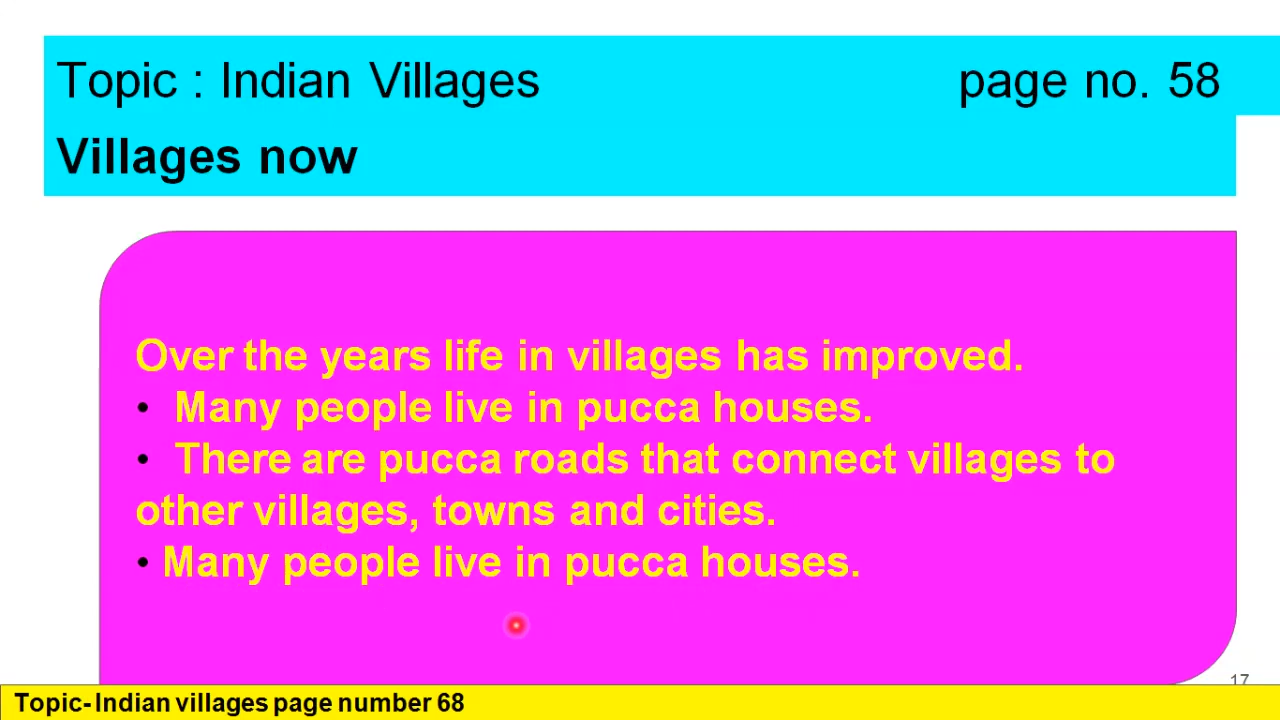 Topic : Indian Villages page no. 58
Villages now
Over the years life in villages has improved.
• Many people live in pucca houses.
• There are pucca roads that connect villages to
other villages, towns and cities.
• Many people live in pucca houses.
17
Topic- Indian villages page number 68